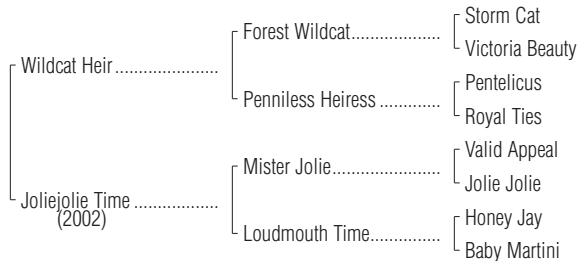 Storm Cat
Forest Wildcat...................
Victoria Beauty
Wildcat Heir......................
Pentelicus
Penniless Heiress .............
Royal Ties
Valid Appeal
Mister Jolie.......................
Jolie Jolie
Joliejolie Time ..................
(2002)
Honey Jay
Loudmouth Time...............
Baby Martini